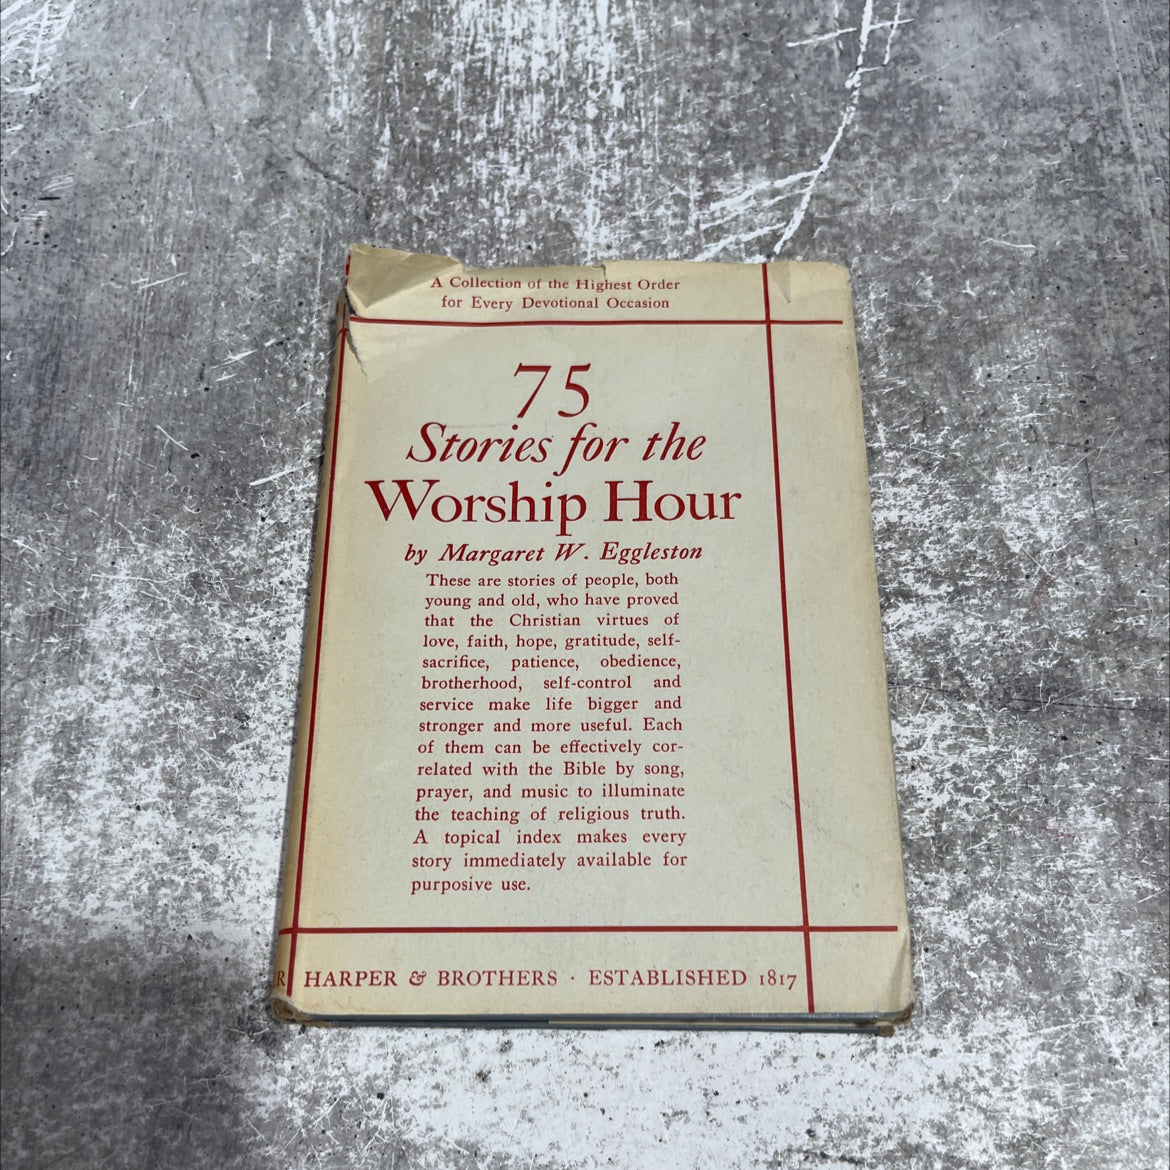 A Collection of the Highest Order
for Every Devotional Occasion
75
Stories for the
Worship Hour
by Margaret W. Eggleston
These are stories of people, both
young and old, who have proved
that the Christian virtues of
love, faith, hope, gratitude, self-
sacrifice, patience, obedience,
brotherhood, self-control and
service make life bigger and
stronger and more useful. Each
of them can be effectively cor-
related with the Bible by song,
prayer, and music to illuminate
the teaching of religious truth.
A topical index makes every
story immediately available for
purposive use.
R HARPER & BROTHERS · ESTABLISHED 1817